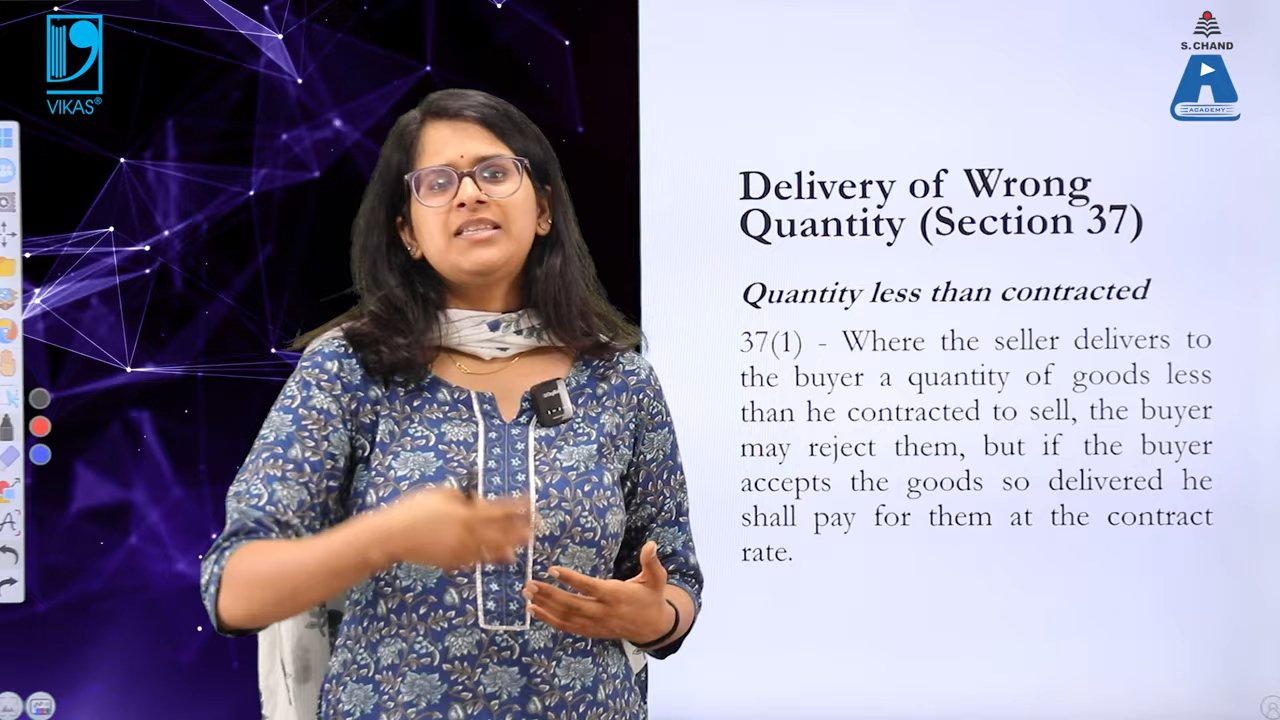 VIKAS®
S. CHAND
ACADEMY
Delivery of Wrong
Quantity (Section 37)
Quantity less than contracted
37(1) - Where the seller delivers to
the buyer a quantity of goods less
than he contracted to sell, the buyer
may reject them, but if the buyer
accepts the goods so delivered he
shall pay for them at the contract
rate.